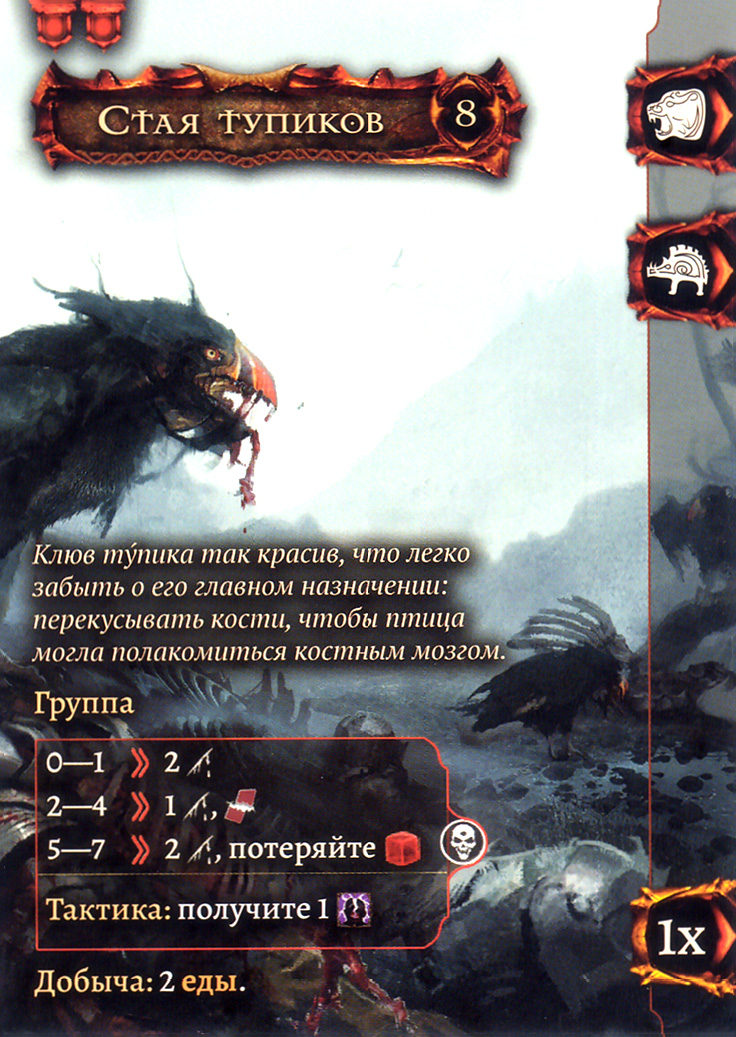 Стая тупиков 8
Клюв ту́пика так красив, что легко
забыть о его главном назначении:
перекусывать кости, чтобы птица
могла полакомиться костным мозгом.
Группа
0—1 » 2
2—4 » 1 ,
5—7 » 2 , потеряйте
Тактика: получите 1
1x
Добыча: 2 еды.